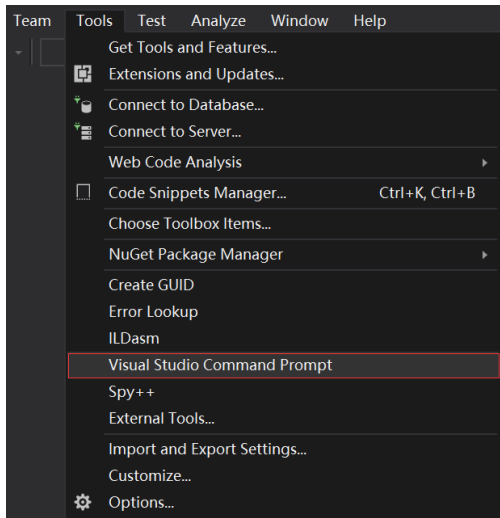 Team Tools Test Analyze Window Help
Get Tools and Features...
Extensions and Updates...
Connect to Database...
Connect to Server...
Web Code Analysis
Code Snippets Manager... Ctrl+K, Ctrl+B
Choose Toolbox Items...
NuGet Package Manager
Create GUID
Error Lookup
ILDasm
Visual Studio Command Prompt
Spy++
External Tools...
Import and Export Settings...
Customize...
Options...